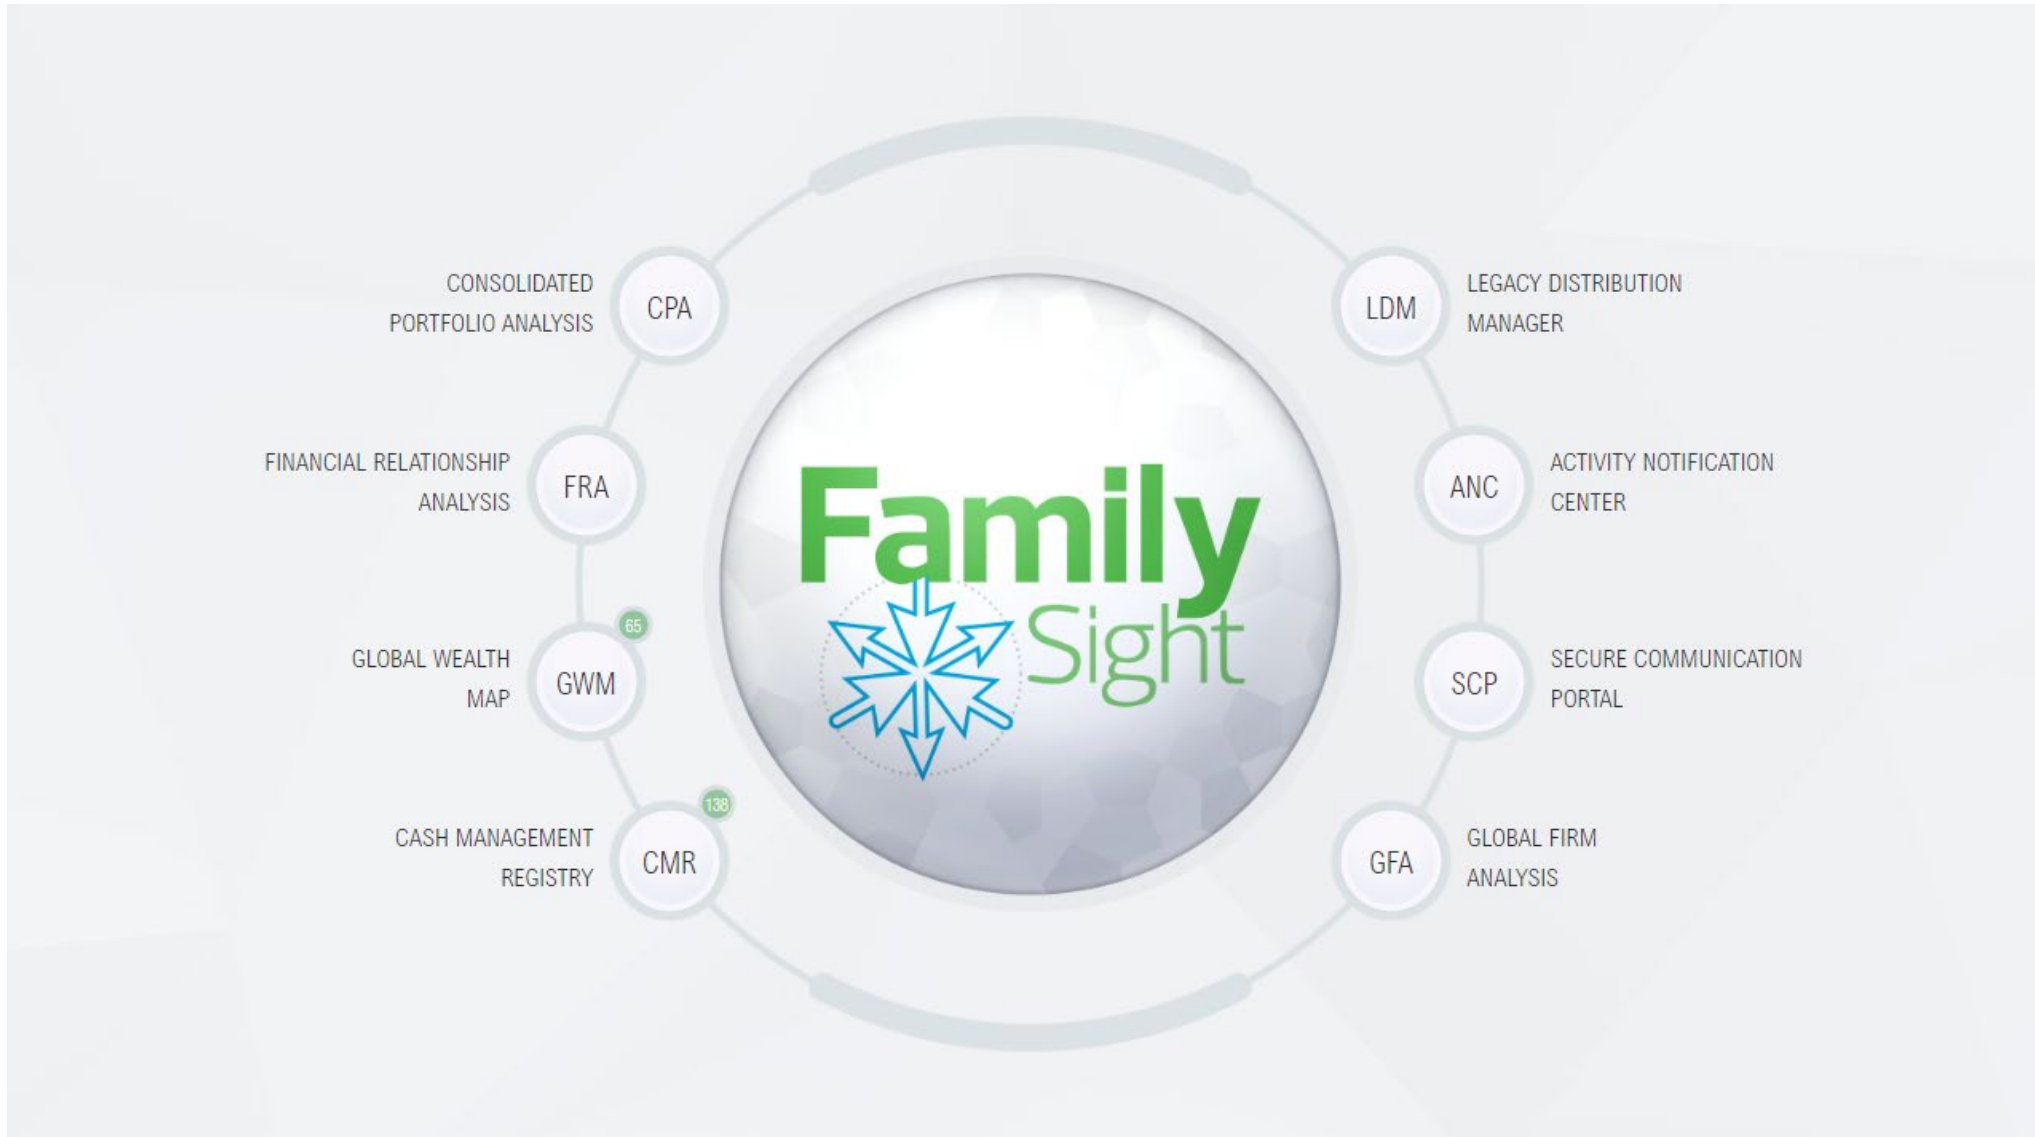 CONSOLIDATED
PORTFOLIO ANALYSIS
CPA
FINANCIAL RELATIONSHIP
ANALYSIS
FRA
GLOBAL WEALTH
MAP
GWM
65
CASH MANAGEMENT
REGISTRY
CMR
138
Family
Sight
LDM
LEGACY DISTRIBUTION
MANAGER
ANC
ACTIVITY NOTIFICATION
CENTER
SCP
SECURE COMMUNICATION
PORTAL
GFA
GLOBAL FIRM
ANALYSIS